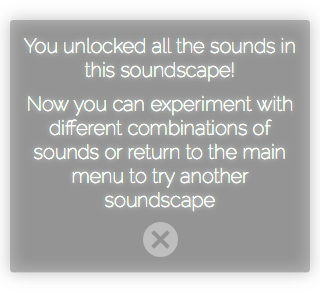 You unlocked all the sounds in
this soundscape!
Now you can experiment with
different combinations of
sounds or return to the main
menu to try another
soundscape